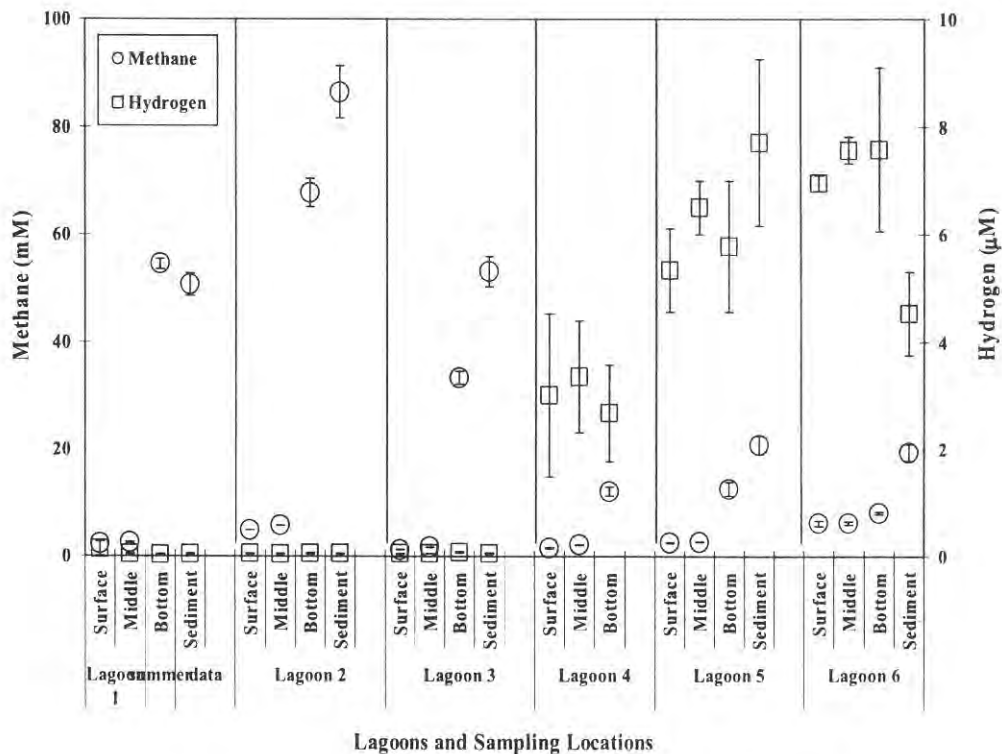 100
80
60
40
20
0
Methane (mM)
Methane
Hydrogen
10
8
6
4
2
0
Hydrogen (μM)
Surface
Middle
Bottom
Sediment
Surface
Middle
Bottom
Sediment
Surface
Middle
Bottom
Sediment
Surface
Middle
Bottom
Surface
Middle
Bottom
Sediment
Surface
Middle
Bottom
Sediment
Lagoon 1
summer data
Lagoon 2
Lagoon 3
Lagoon 4
Lagoon 5
Lagoon 6
Lagoons and Sampling Locations